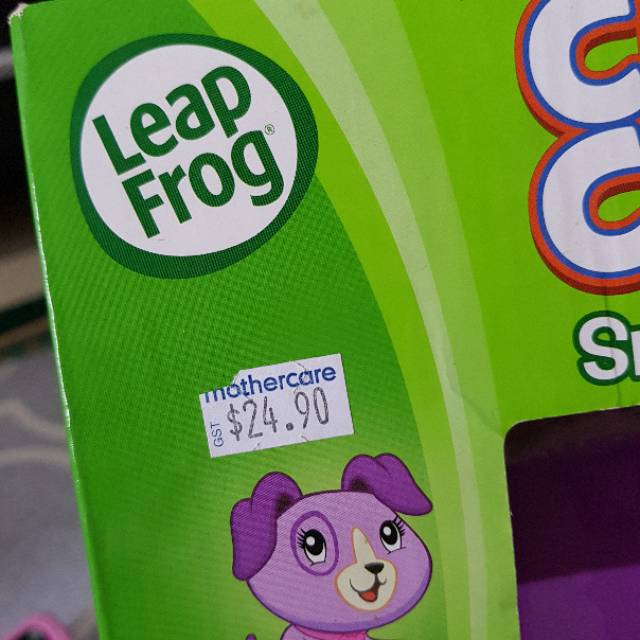 Leap
Frog®
mothercare
GST $24.90